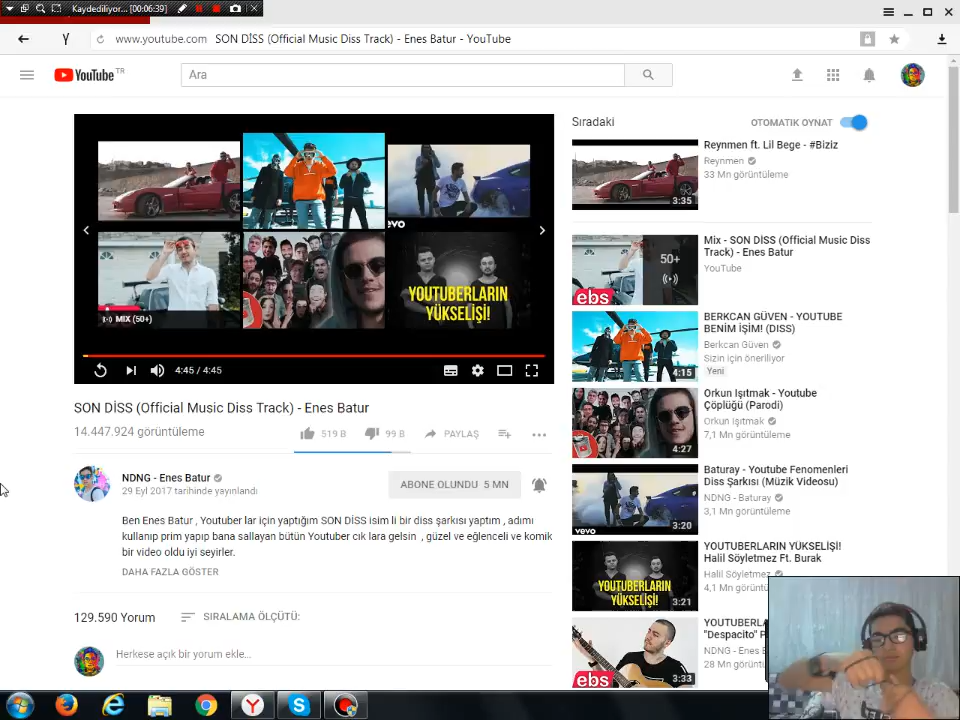 Kaydediliyor... [00:06:39]
www.youtube.com SON DİSS (Official Music Diss Track) - Enes Batur - YouTube
YouTube TR
Ara
evo
MIX (50+)
YOUTUBERLARIN
YÜKSELİŞİ!
4:45 / 4:45
SON DİSS (Official Music Diss Track) - Enes Batur
14.447.924 görüntüleme
519 B
99 B
PAYLAŞ
NDNG - Enes Batur
29 Eyl 2017 tarihinde yayınlandı
ABONE OLUNDU 5 MN
Ben Enes Batur , Youtuber lar için yaptığım SON DİSS isim li bir diss şarkısı yaptım , adımı
kullanıp prim yapıp bana sallayan bütün Youtuber cık lara gelsin , güzel ve eğlenceli ve komik
bir video oldu iyi seyirler.
DAHA FAZLA GÖSTER
129.590 Yorum
SIRALAMA ÖLÇÜTÜ:
Herkese açık bir yorum ekle...
Sıradaki
OTOMATIK OYNAT
3:35
Reynmen ft. Lil Bege - #Biziz
Reynmen
33 Mn görüntüleme
50+
ebs
Mix - SON DİSS (Official Music Diss
Track) - Enes Batur
YouTube
4:15
BERKCAN GÜVEN - YOUTUBE
BENİM İŞİM! (DISS)
Berkcan Güven
Sizin için öneriliyor
Yeni
4:27
Orkun Işıtmak - Youtube
Çöplüğü (Parodi)
Orkun Işıtmak
7,1 Mn görüntüleme
vevo
3:20
Baturay - Youtube Fenomenleri
Diss Şarkısı (Müzik Videosu)
NDNG - Baturay
3,1 Mn görüntüleme
YOUTUBERLARIN
YÜKSELİŞİ!
3:21
YOUTUBERLARIN YÜKSELİŞİ!
Halil Söyletmez Ft. Burak
Halil Söyletmez
4,1 Mn görüntü
ebs
3:33
YOUTUBERLA
"Despacito" F
NDNG - Enes B
28 Mn görüntü